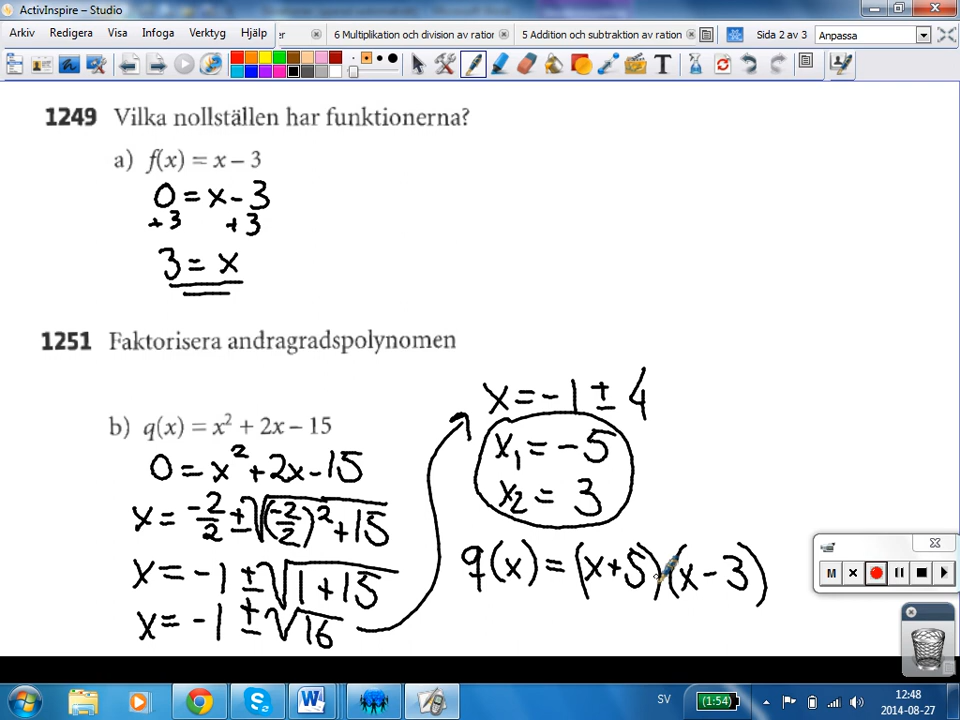 ActivInspire – Studio
Arkiv Redigera Visa Infoga Verktyg Hjälp
er 6 Multiplikation och division av ration 5 Addition och subtraktion av ration Sida 2 av 3 Anpassa
1249 Vilka nollställen har funktionerna?
a) f(x) = x – 3
0 = x - 3
+3 +3
3 = x
1251 Faktorisera andragradspolynomen
b) q(x) = x² + 2x – 15
0 = x² + 2x - 15
x = -2/2 ± √((-2/2)² + 15)
x = -1 ± √(1 + 15)
x = -1 ± √16
x = -1 ± 4
x₁ = -5
x₂ = 3
q(x) = (x+5)(x-3)
M
SV (1:54) 12:48
2014-08-27